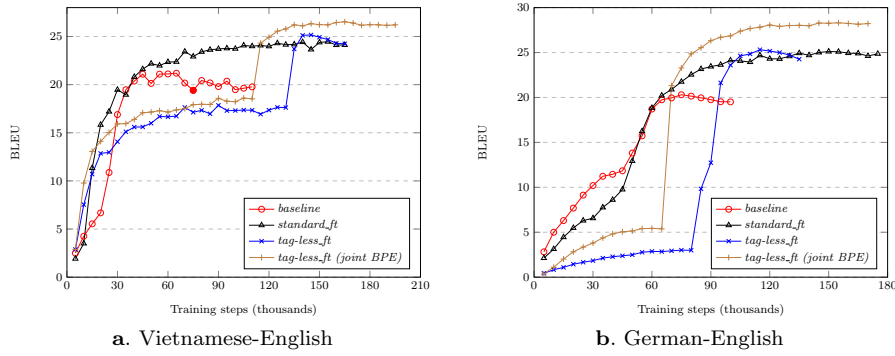 25
20
15
10
5
0
BLEU
0
30
60
90
120
150
180
210
Training steps (thousands)
baseline
standard_ft
tag-less_ft
tag-less_ft (joint BPE)
a. Vietnamese-English
30
25
20
15
10
5
0
BLEU
0
30
60
90
120
150
180
Training steps (thousands)
baseline
standard_ft
tag-less_ft
tag-less_ft (joint BPE)
b. German-English